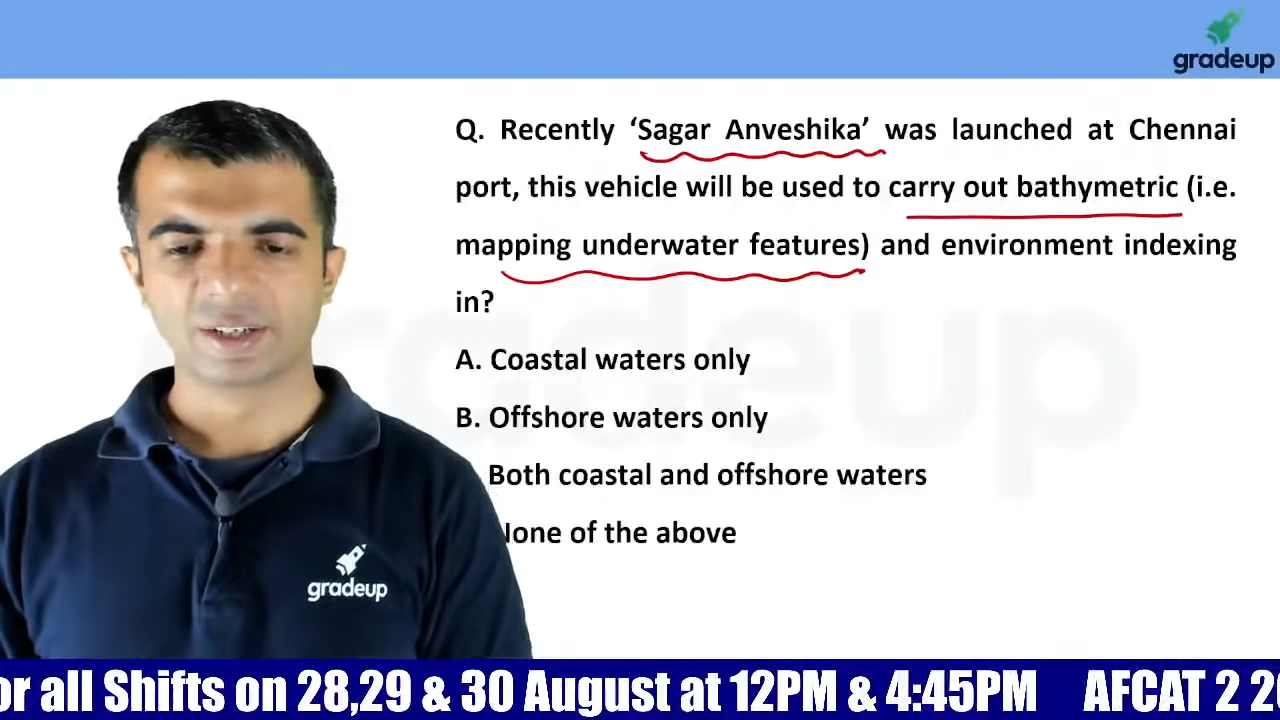 gradeup
Q. Recently ‘Sagar Anveshika’ was launched at Chennai
port, this vehicle will be used to carry out bathymetric (i.e.
mapping underwater features) and environment indexing
in?
A. Coastal waters only
B. Offshore waters only
Both coastal and offshore waters
None of the above
gradeup
or all Shifts on 28,29 & 30 August at 12PM & 4:45PM AFCAT 2 20